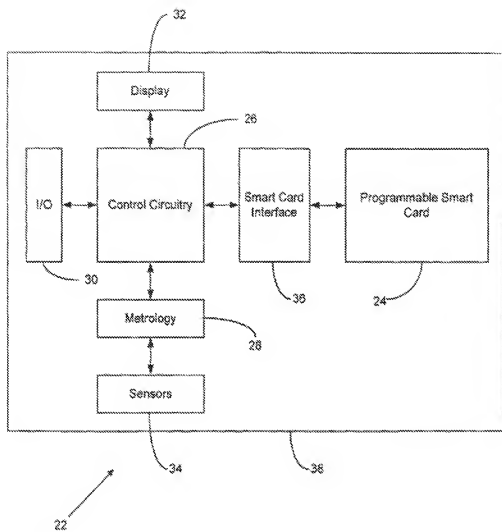 32
Display
26
I/O
Control Circuitry
Smart Card
Interface
Programmable Smart
Card
30
36
24
Metrology
28
Sensors
34
38
22